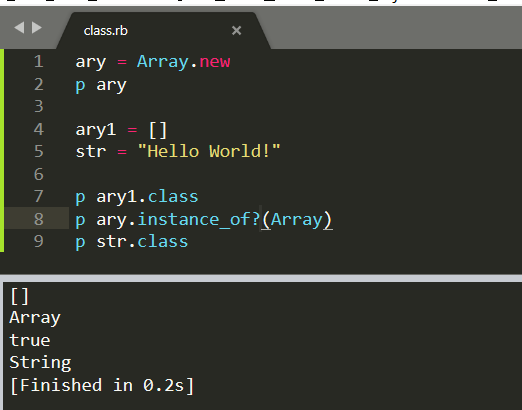 class.rb
1 ary = Array.new
2 p ary
3
4 ary1 = []
5 str = "Hello World!"
6
7 p ary1.class
8 p ary.instance_of?(Array)
9 p str.class
[]
Array
true
String
[Finished in 0.2s]